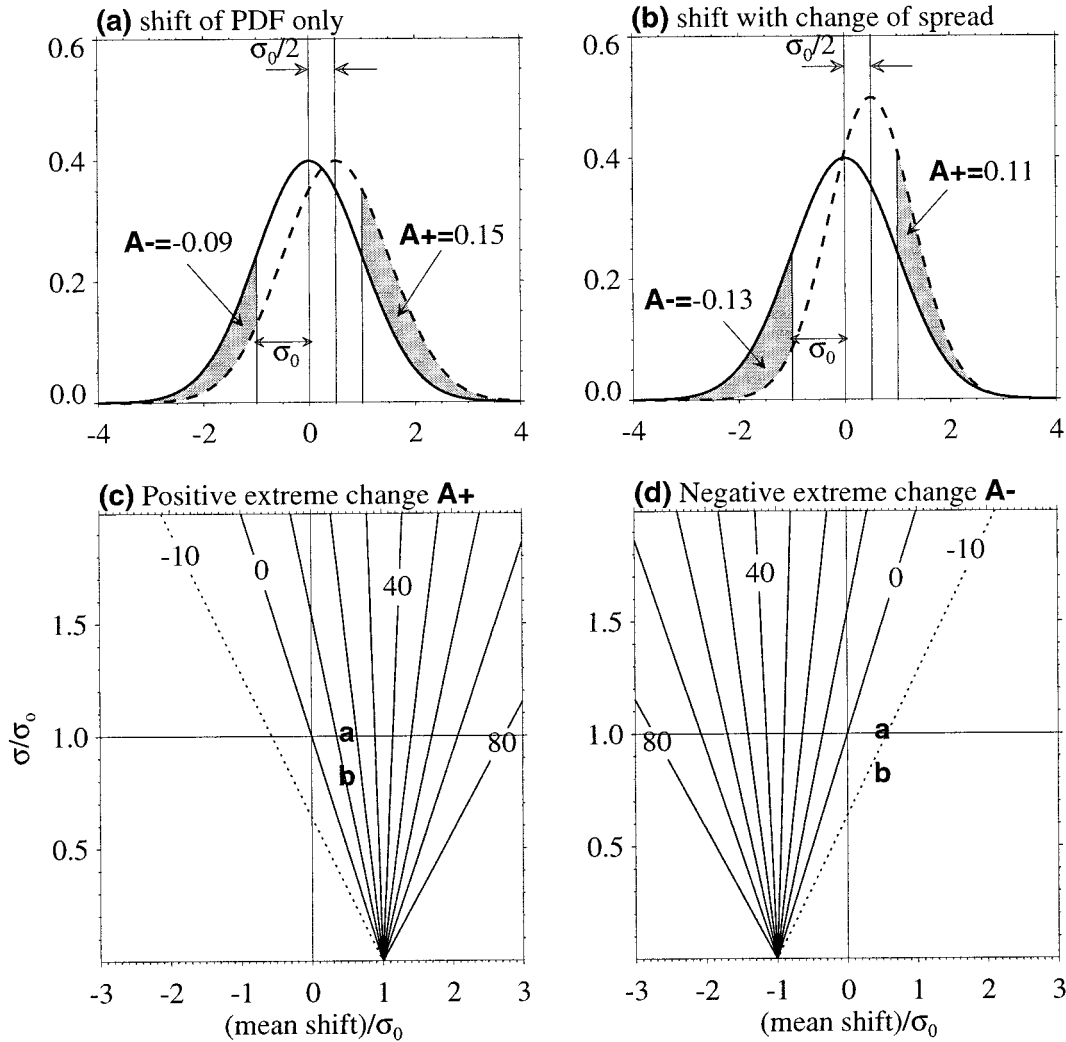 (a) shift of PDF only
0.6
0.4
0.2
0.0
σ₀/2
A-=-0.09
A+=0.15
σ₀
-4 -2 0 2 4
(b) shift with change of spread
0.6
0.4
0.2
0.0
σ₀/2
A+=0.11
A-=-0.13
σ₀
-4 -2 0 2 4
(c) Positive extreme change A+
-10
0
40
80
a
b
1.5
1.0
0.5
σ/σ₀
-3 -2 -1 0 1 2 3
(mean shift)/σ₀
(d) Negative extreme change A-
-10
0
40
80
a
b
1.5
1.0
0.5
-3 -2 -1 0 1 2 3
(mean shift)/σ₀